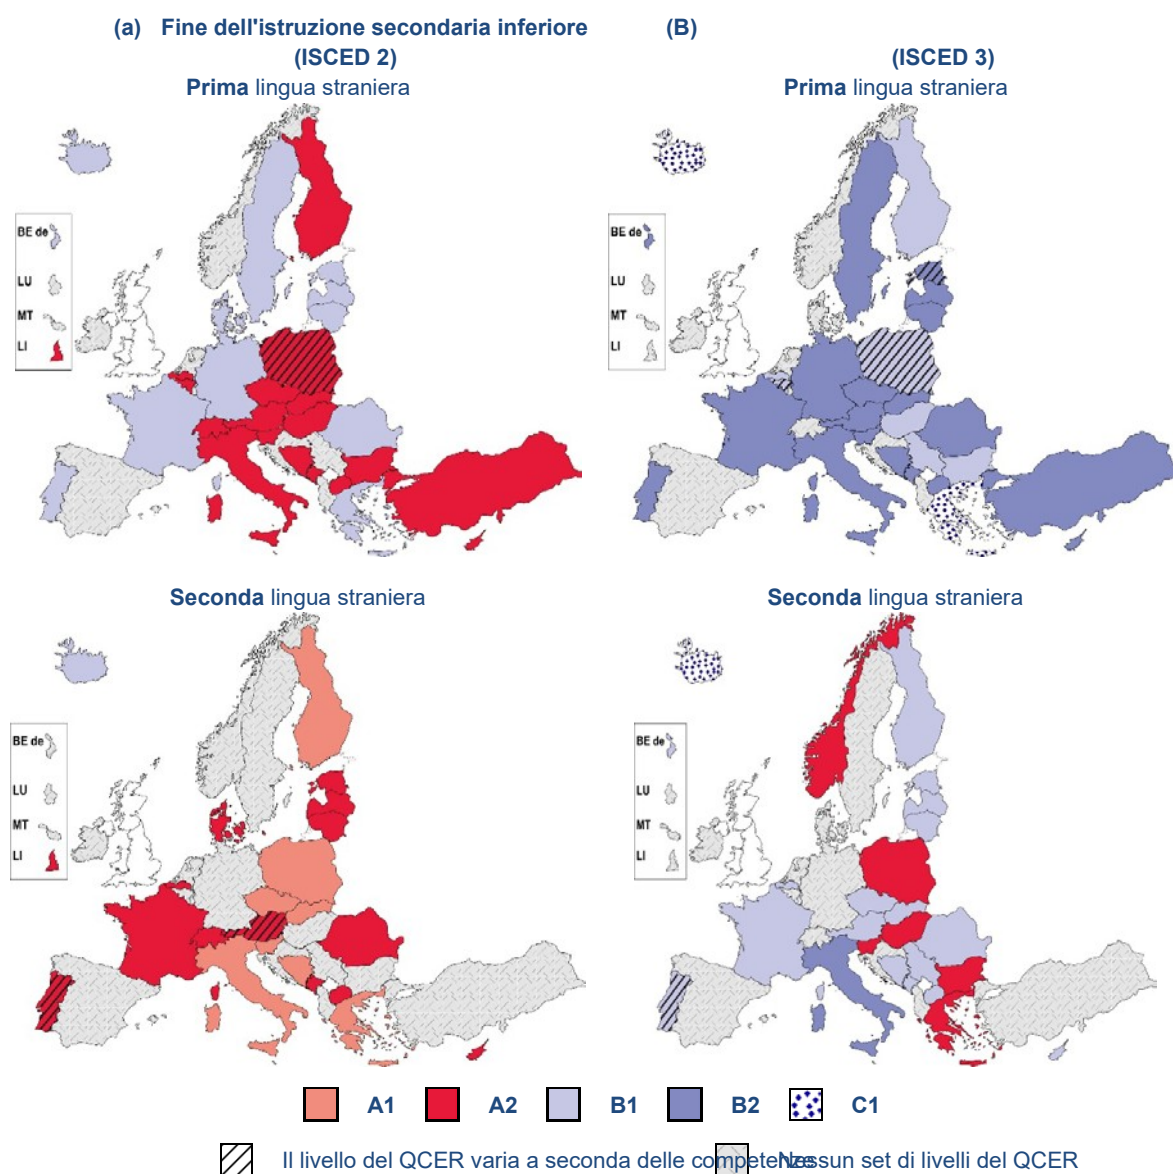 (a) Fine dell'istruzione secondaria inferiore
(ISCED 2)
(B)
(ISCED 3)
Prima lingua straniera
Prima lingua straniera
BE de
LU
MT
LI
BE de
LU
MT
LI
Seconda lingua straniera
Seconda lingua straniera
BE de
LU
MT
LI
BE de
LU
MT
LI
A1 A2 B1 B2 C1
Il livello del QCER varia a seconda delle competenze
Nessun set di livelli del QCER